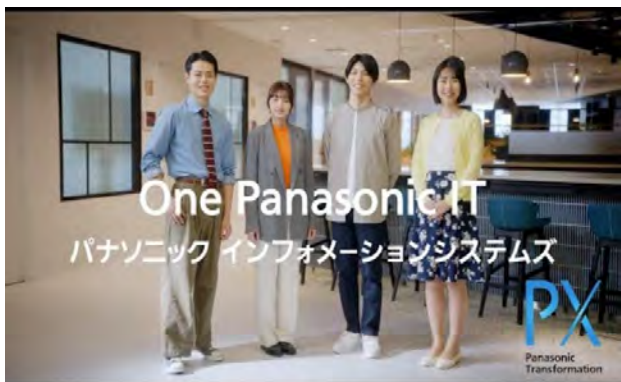 One Panasonic IT
パナソニック インフォメーションシステムズ
PX
Panasonic
Transformation